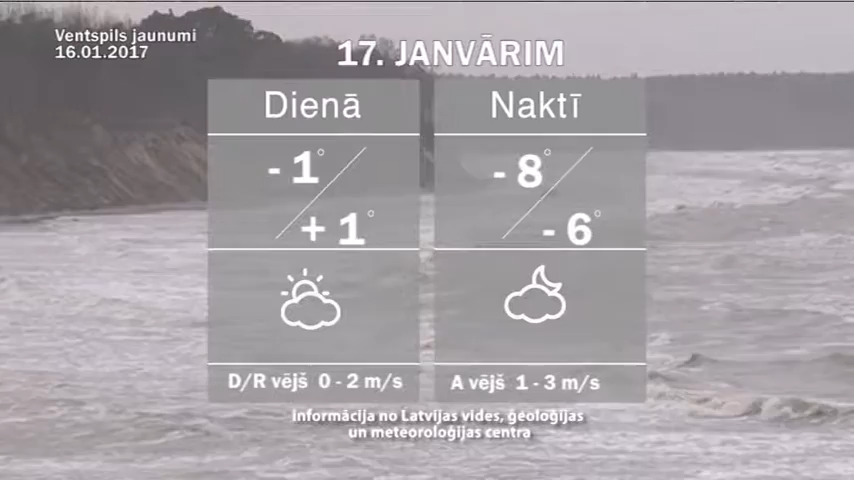 Ventspils jaunumi
16.01.2017
17. JANVĀRIM
Dienā
Naktī
- 1°
+ 1°
- 8°
- 6°
D/R vējš 0 - 2 m/s
A vējš 1 - 3 m/s
Informācija no Latvijas vides, ģeoloģijas
un meteoroloģijas centra